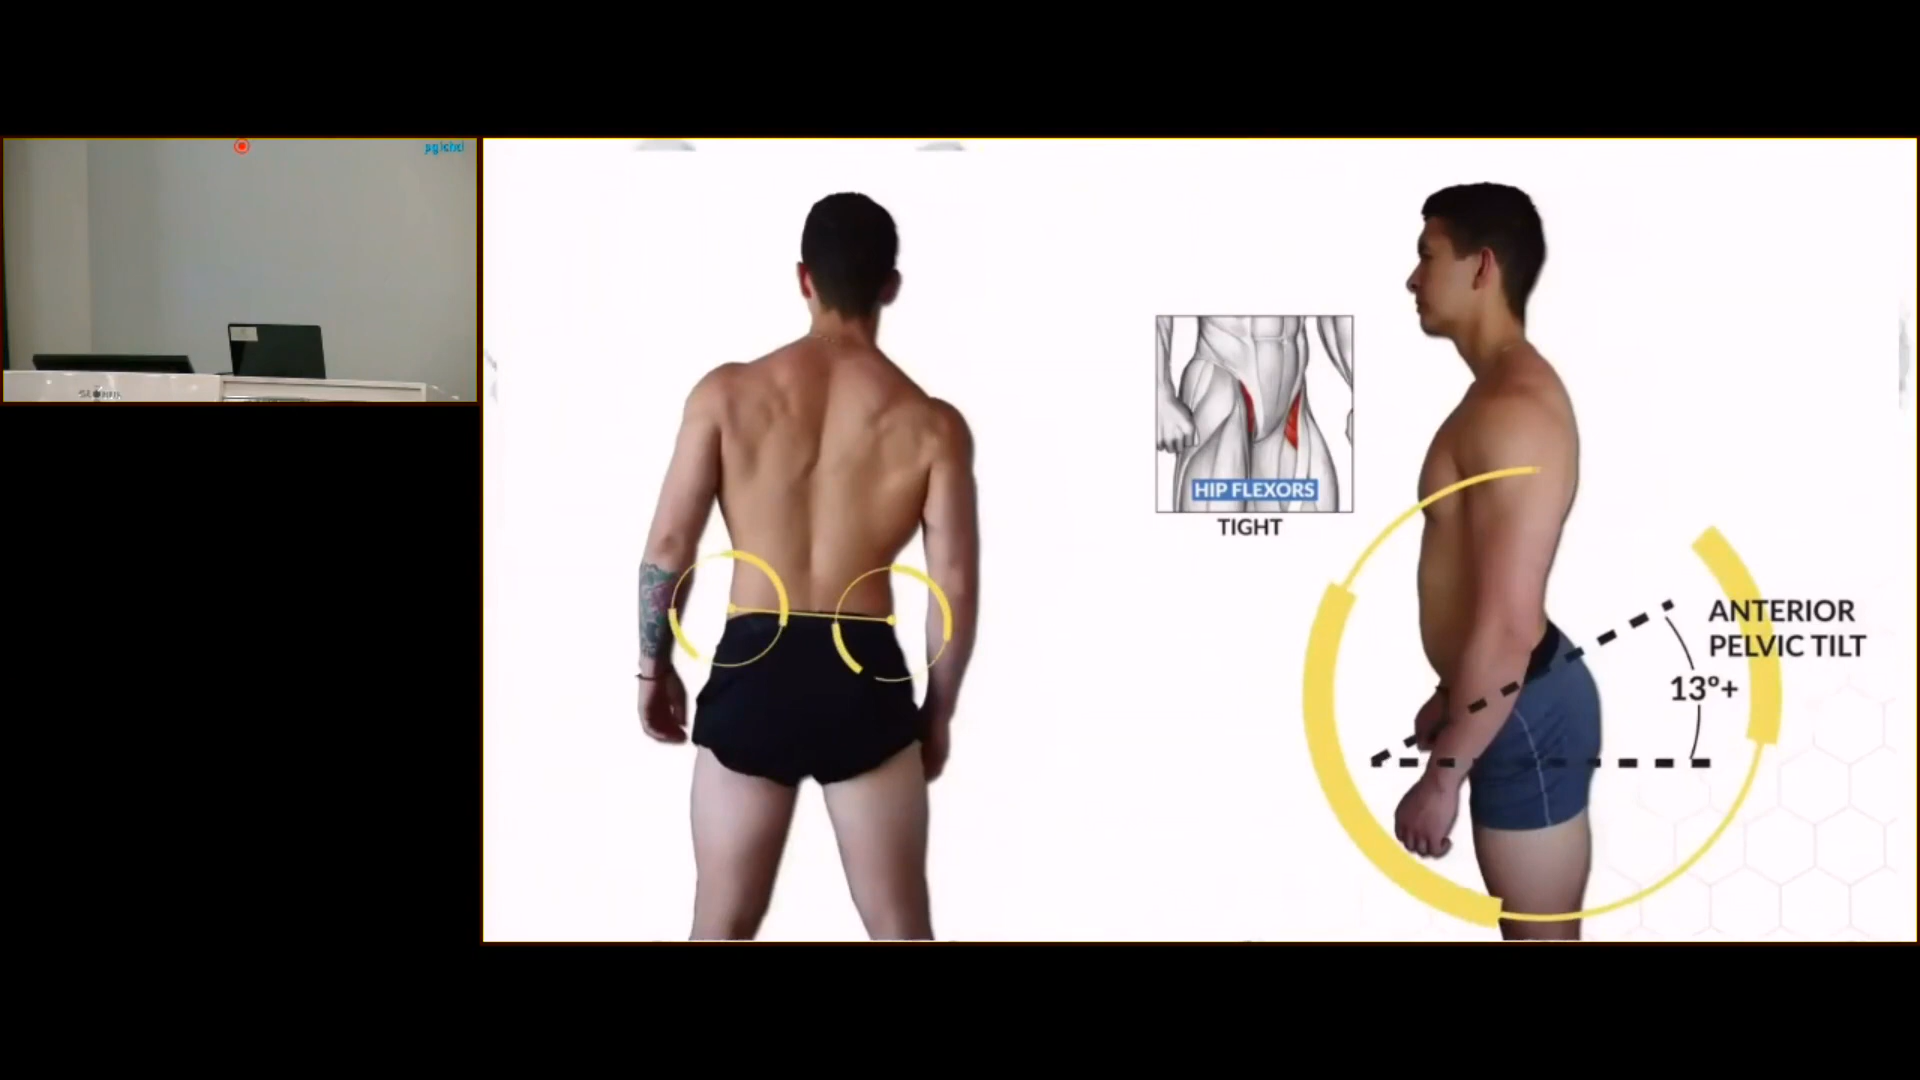 HIP FLEXORS
TIGHT
ANTERIOR
PELVIC TILT
13°+